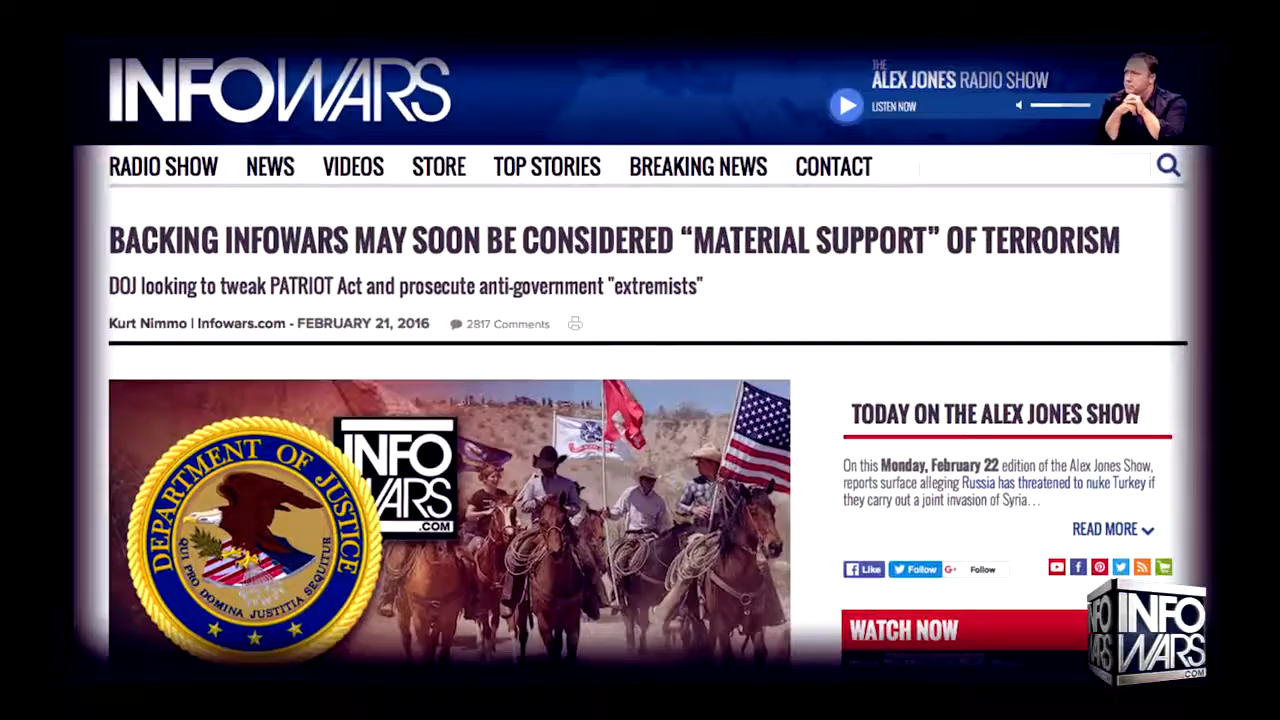 INFOWARS
THE
ALEX JONES RADIO SHOW
LISTEN NOW
RADIO SHOW NEWS VIDEOS STORE TOP STORIES BREAKING NEWS CONTACT
BACKING INFOWARS MAY SOON BE CONSIDERED “MATERIAL SUPPORT” OF TERRORISM
DOJ looking to tweak PATRIOT Act and prosecute anti-government "extremists"
Kurt Nimmo | Infowars.com - FEBRUARY 21, 2016 2817 Comments
DEPARTMENT OF JUSTICE
QUI PRO DOMINA JUSTITIA SEQUITUR
INFO
WARS
.COM
TODAY ON THE ALEX JONES SHOW
On this Monday, February 22 edition of the Alex Jones Show,
reports surface alleging Russia has threatened to nuke Turkey if
they carry out a joint invasion of Syria…
READ MORE
Like Follow G+ Follow
WATCH NOW
INFO
WARS
INFO
WARS
.COM